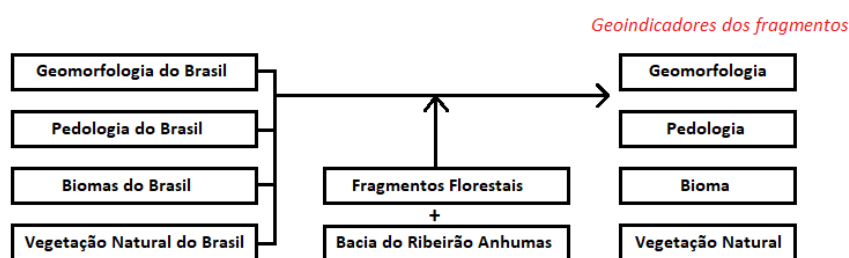 Geoindicadores dos fragmentos
Geomorfologia do Brasil
Geomorfologia
Pedologia do Brasil
Pedologia
Biomas do Brasil
Fragmentos Florestais
Bioma
+
Vegetação Natural do Brasil
Bacia do Ribeirão Anhumas
Vegetação Natural